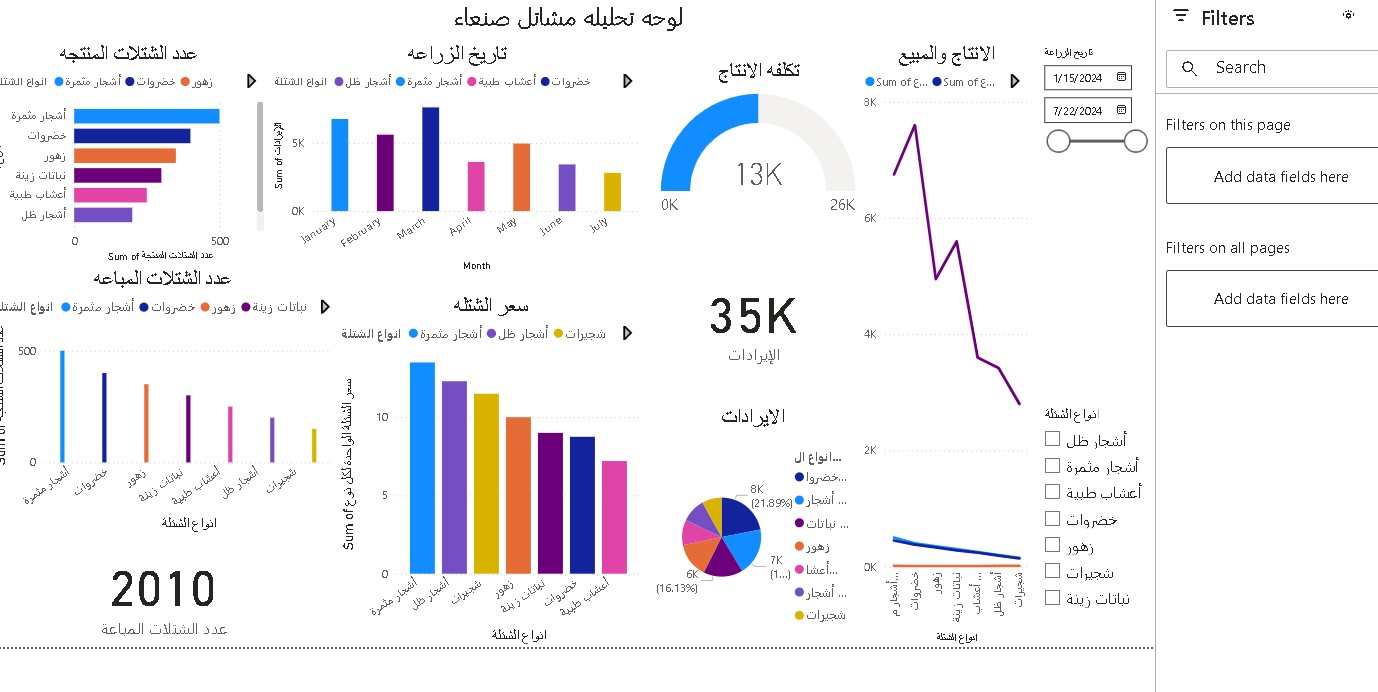 لوحه تحليله مشاتل صنعاء
عدد الشتلات المنتجه
أشجار مثمرة
خضروات
زهور
أشجار مثمرة
خضروات
زهور
نباتات زينة
أعشاب طبية
أشجار ظل
0
500
Sum of عدد الشتلات المنتجة
تاريخ الزراعه
انواع الشتلة
أشجار ظل
أشجار مثمرة
أعشاب طبية
خضروات
Sum of الإيرادات
5K
0K
January
February
March
April
May
June
July
Month
تكلفه الانتاج
13K
0K
26K
الانتاج والمبيع
Sum of ع...
Sum of ع...
8K
6K
4K
2K
0K
أشجار م...
خضروات
زهور
نباتات زينة
أعشاب ...
أشجار ظل
شجيرات
انواع الشتلة
تاريخ الزراعة
1/15/2024
7/22/2024
عدد الشتلات المباعه
انواع الشتلة
أشجار مثمرة
خضروات
زهور
نباتات زينة
500
0
أشجار مثمرة
خضروات
زهور
نباتات زينة
أعشاب طبية
أشجار ظل
شجيرات
انواع الشتلة
2010
عدد الشتلات المباعة
سعر الشتله
انواع الشتلة
أشجار مثمرة
أشجار ظل
شجيرات
Sum of سعر الشتلة الواحدة لكل نوع
10
5
0
أشجار مثمرة
أشجار ظل
شجيرات
زهور
نباتات زينة
خضروات
أعشاب طبية
انواع الشتلة
35K
الإيرادات
الايرادات
8K
(21.89%)
7K
(1...)
6K
(16.13%)
انواع ال...
خضروا...
أشجار ...
نباتات ...
زهور
أعشا...
أشجار ...
شجيرات
انواع الشتلة
أشجار ظل
أشجار مثمرة
أعشاب طبية
خضروات
زهور
شجيرات
نباتات زينة
Filters
Search
Filters on this page
Add data fields here
Filters on all pages
Add data fields here